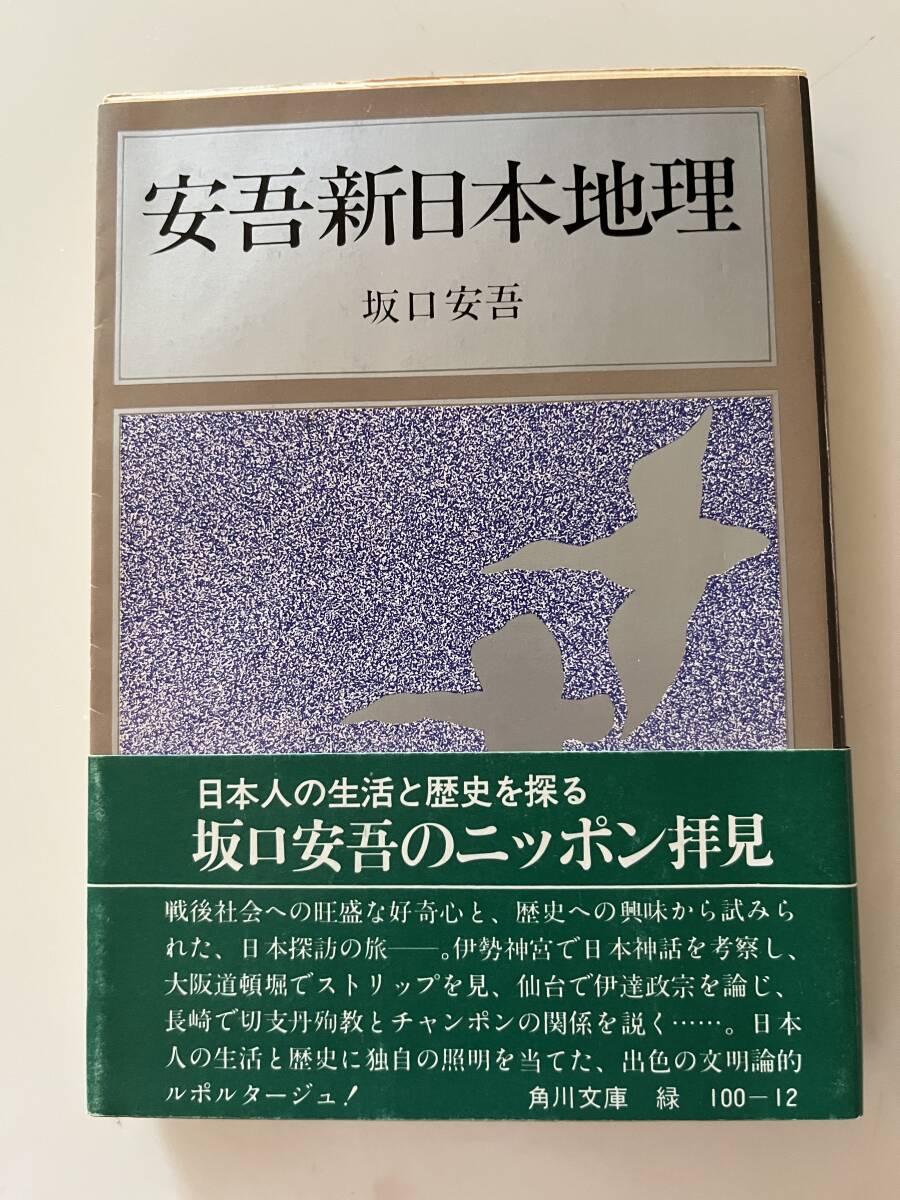 安吾新日本地理
坂口安吾
日本人の生活と歴史を探る
坂口安吾のニッポン拝見
戦後社会への旺盛な好奇心と、歴史への興味から試みら
れた、日本探訪の旅──。伊勢神宮で日本神話を考察し、
大阪道頓堀でストリップを見、仙台で伊達政宗を論じ、
長崎で切支丹殉教とチャンポンの関係を説く……。日本
人の生活と歴史に独自の照明を当てた、出色の文明論的
ルポルタージュ!
角川文庫 緑 100-12